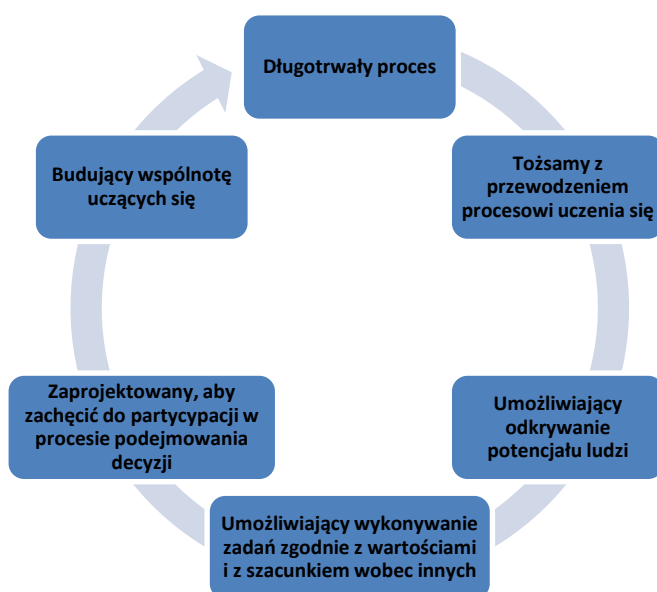 Długotrwały proces
Tożsamy z
przewodzeniem
procesowi uczenia się
Umożliwiający
odkrywanie
potencjału ludzi
Umożliwiający wykonywanie
zadań zgodnie z wartościami
i z szacunkiem wobec innych
Zaprojektowany, aby
zachęcić do partycypacji w
procesie podejmowania
decyzji
Budujący wspólnotę
uczących się